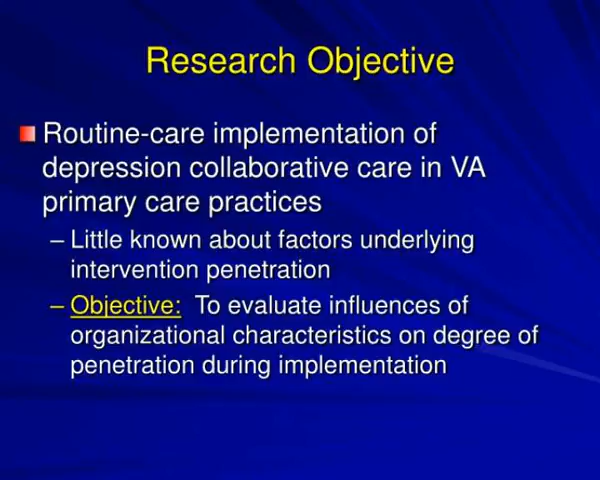 Research Objective
Routine-care implementation of
depression collaborative care in VA
primary care practices
– Little known about factors underlying
intervention penetration
– Objective: To evaluate influences of
organizational characteristics on degree of
penetration during implementation